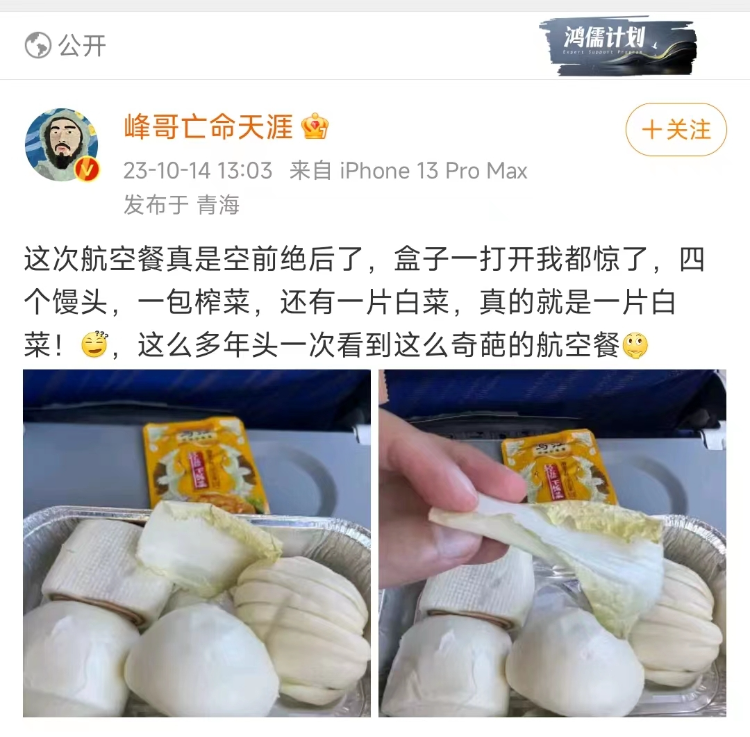 公开
鸿儒计划
Expert Support Program
峰哥亡命天涯
V
+关注
23-10-14 13:03 来自 iPhone 13 Pro Max
发布于 青海
这次航空餐真是空前绝后了，盒子一打开我都惊了，四
个馒头，一包榨菜，还有一片白菜，真的就是一片白
菜！，这么多年头一次看到这么奇葩的航空餐